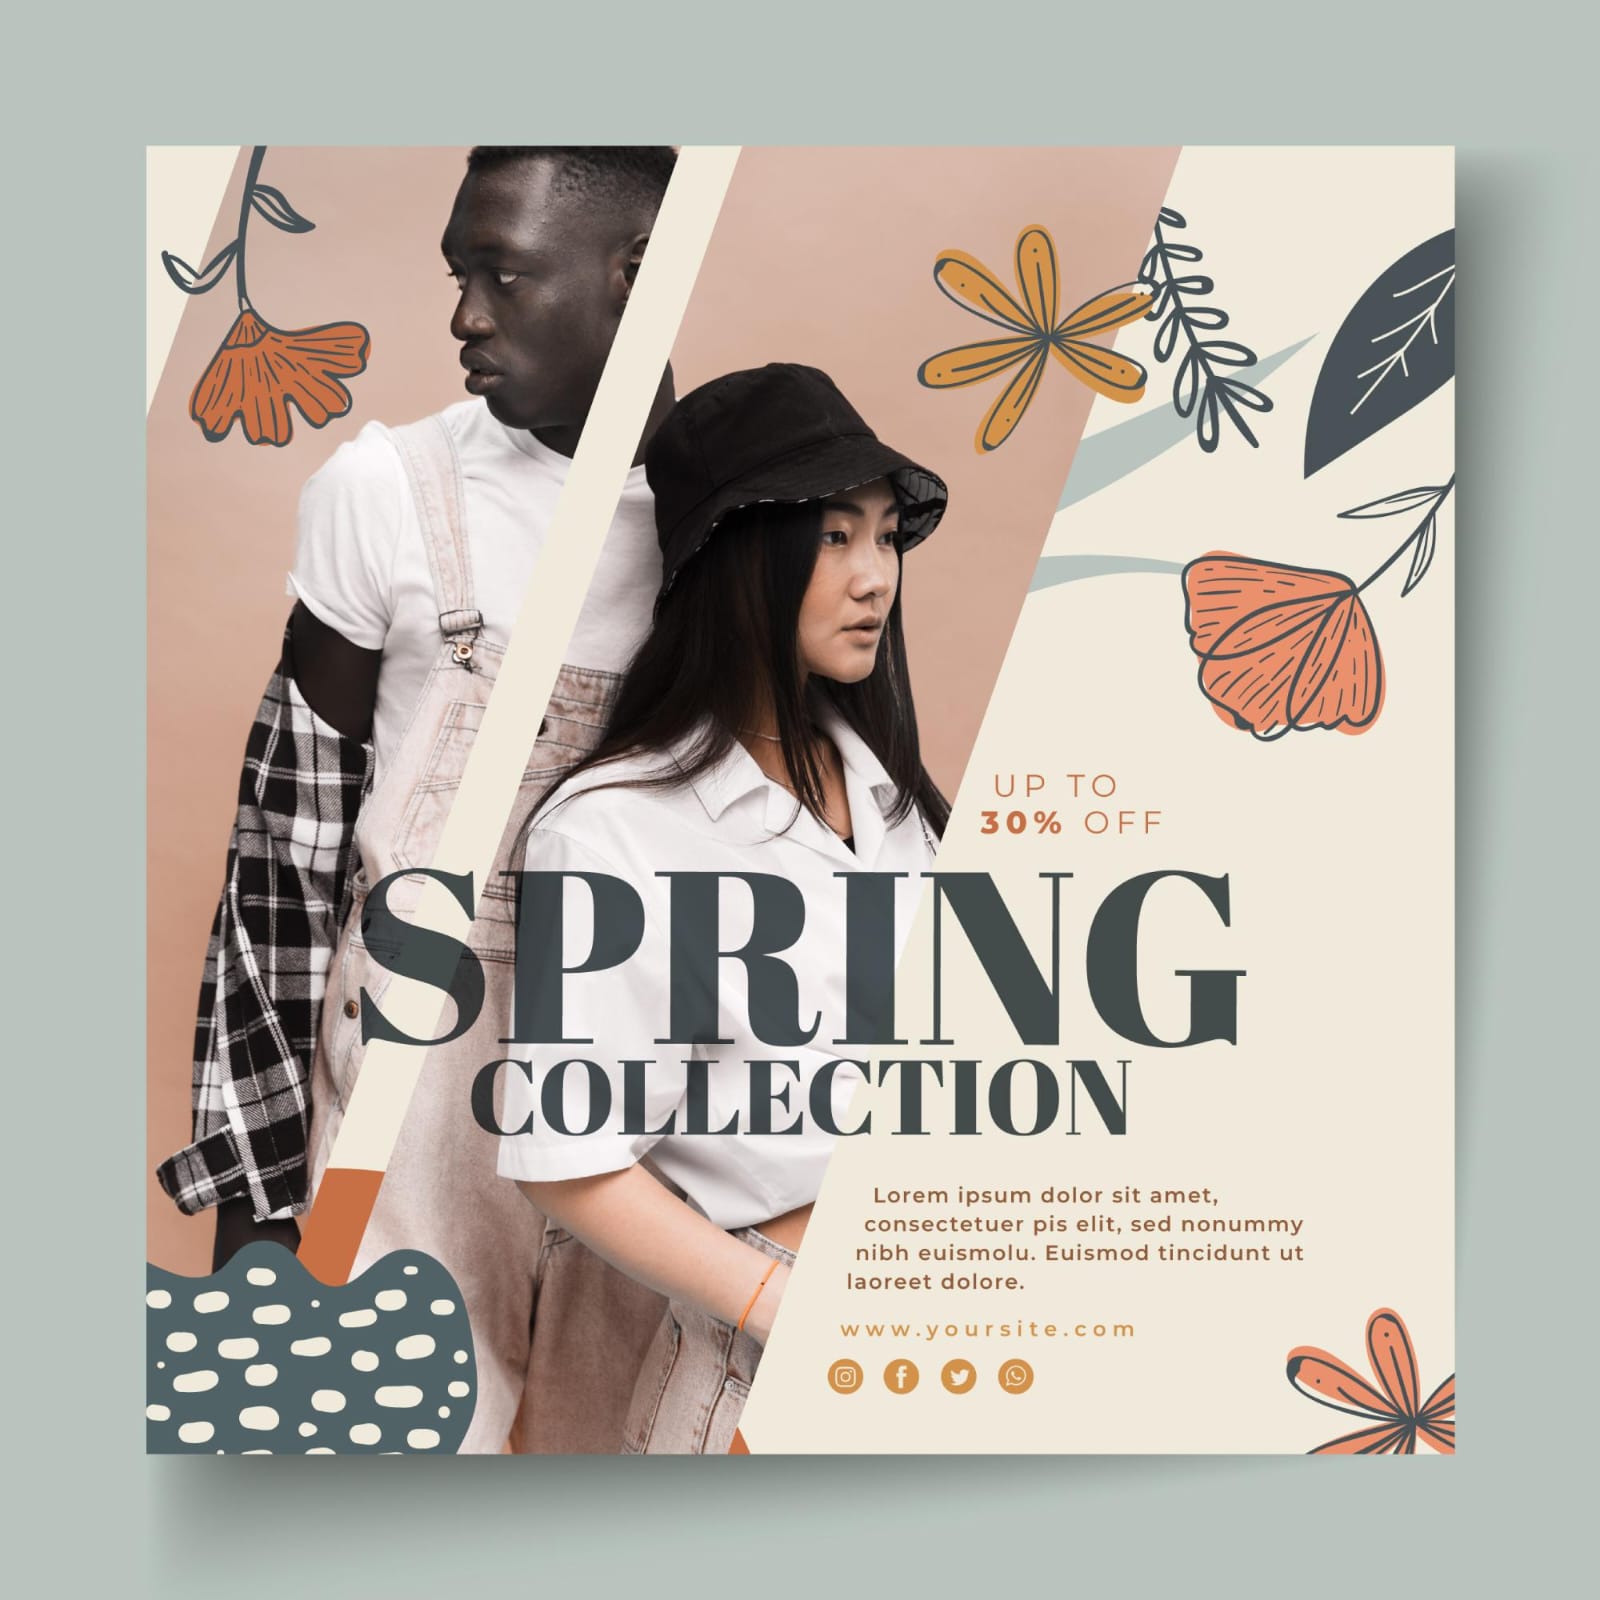 UP TO
30% OFF
SPRING
COLLECTION
Lorem ipsum dolor sit amet,
consectetuer pis elit, sed nonummy
nibh euismolu. Euismod tincidunt ut
laoreet dolore.
www.yoursite.com